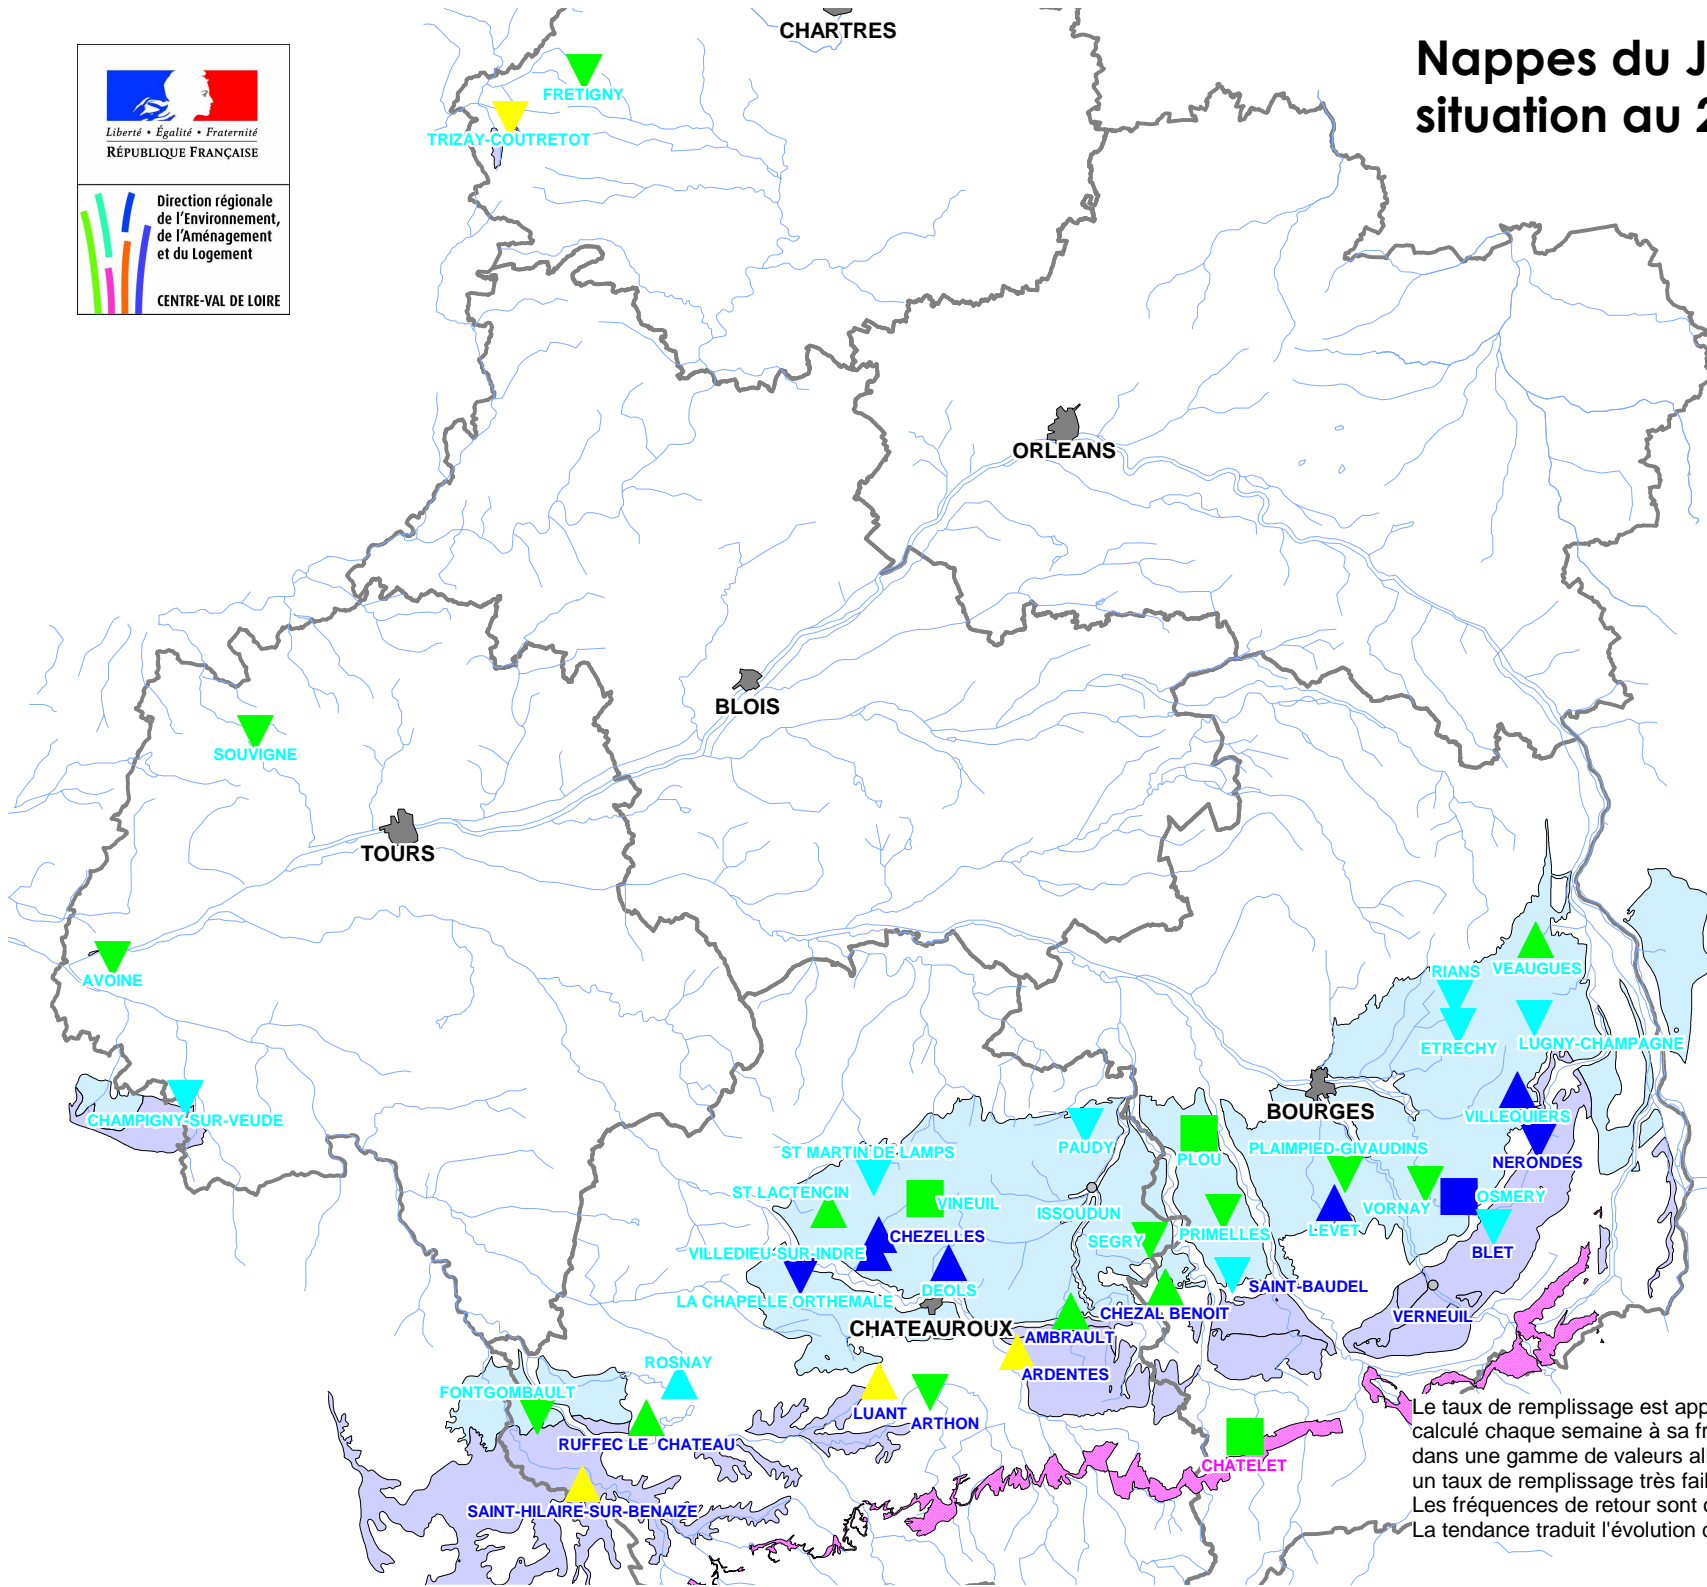 CHARTRES
Nappes du J
situation au 2
FRETIGNY
TRIZAY-COUTRETOT
Liberté • Égalité • Fraternité
RÉPUBLIQUE FRANÇAISE
Direction régionale
de l'Environnement,
de l'Aménagement
et du Logement
CENTRE-VAL DE LOIRE
ORLEANS
BLOIS
SOUVIGNE
TOURS
AVOINE
RIANS
VEAUGUES
ETRECHY
LUGNY-CHAMPAGNE
CHAMPIGNY-SUR-VEUDE
BOURGES
VILLEQUIERS
ST MARTIN DE LAMPS
PAUDY
PLOU
PLAIMPIED-GIVAUDINS
NERONDES
ST LACTENCIN
VINEUIL
ISSOUDUN
VORNAY
OSMERY
CHEZELLES
SEGRY
PRIMELLES
LEVET
BLET
VILLEDIEU-SUR-INDRE
DEOLS
SAINT-BAUDEL
LA CHAPELLE ORTHEMALE
CHEZAL BENOIT
VERNEUIL
CHATEAUROUX
AMBRAULT
ROSNAY
ARDENTES
FONTGOMBAULT
LUANT
ARTHON
RUFFEC LE CHATEAU
CHATELET
SAINT-HILAIRE-SUR-BENAIZE
Le taux de remplissage est app
calculé chaque semaine à sa fr
dans une gamme de valeurs all
un taux de remplissage très fail
Les fréquences de retour sont c
La tendance traduit l'évolution c